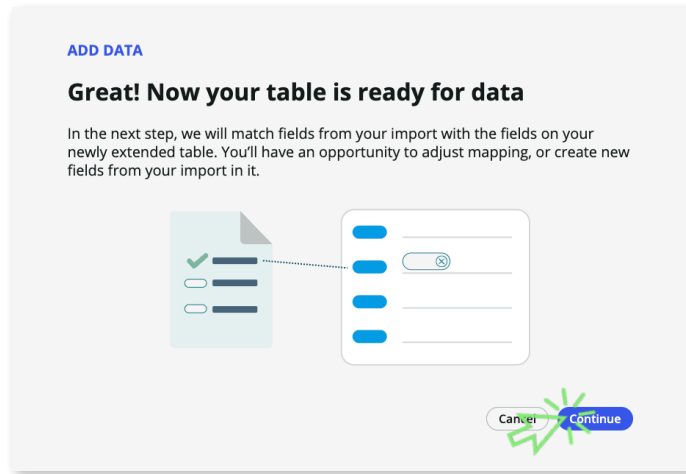 ADD DATA
Great! Now your table is ready for data
In the next step, we will match fields from your import with the fields on your
newly extended table. You'll have an opportunity to adjust mapping, or create new
fields from your import in it.
Cancel
Continue